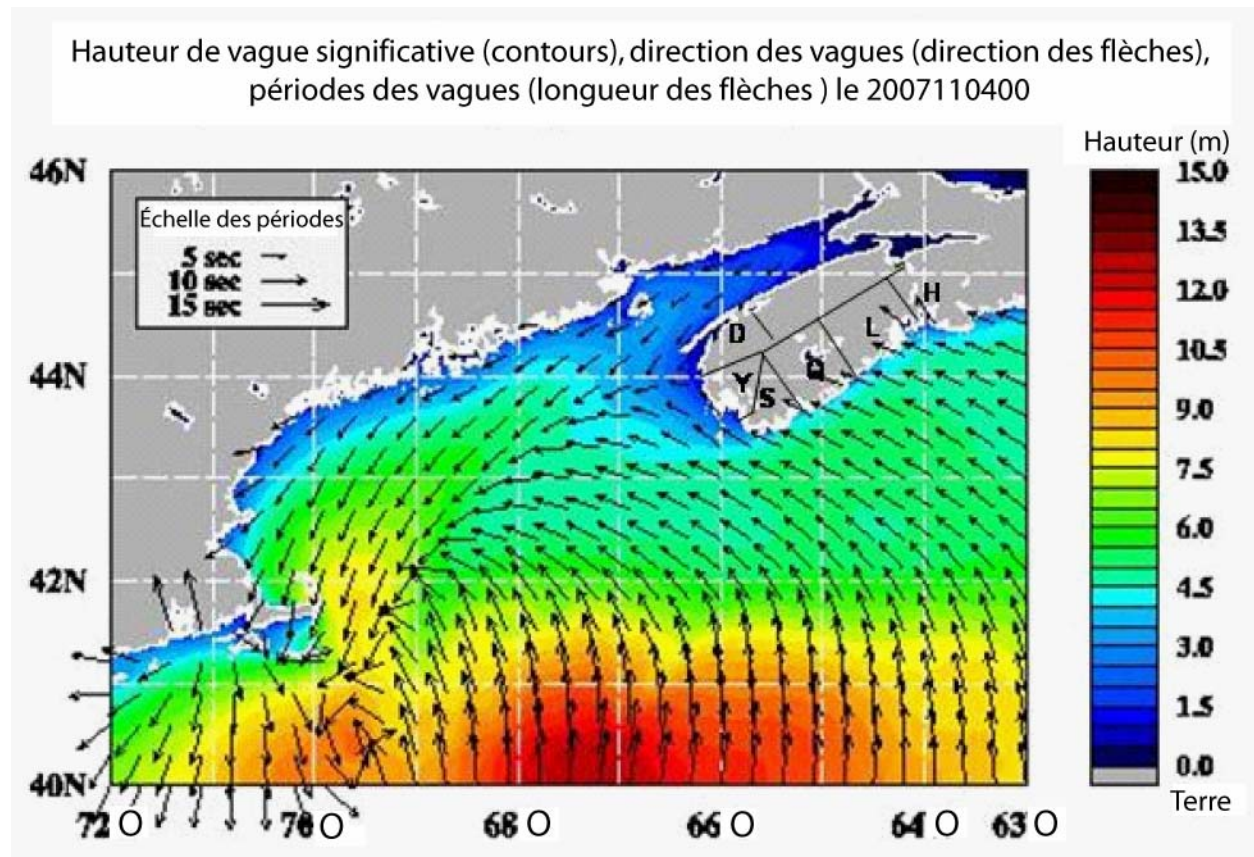 Hauteur de vague significative (contours), direction des vagues (direction des flèches),
périodes des vagues (longueur des flèches ) le 2007110400
Hauteur (m)
46N
44N
42N
40N
Échelle des périodes
5 sec
10 sec
15 sec
H
L
D
Q
Y
S
15.0
13.5
12.0
10.5
9.0
7.5
6.0
4.5
3.0
1.5
0.0
Terre
72 O 70 O 68 O 66 O 64 O 63 O